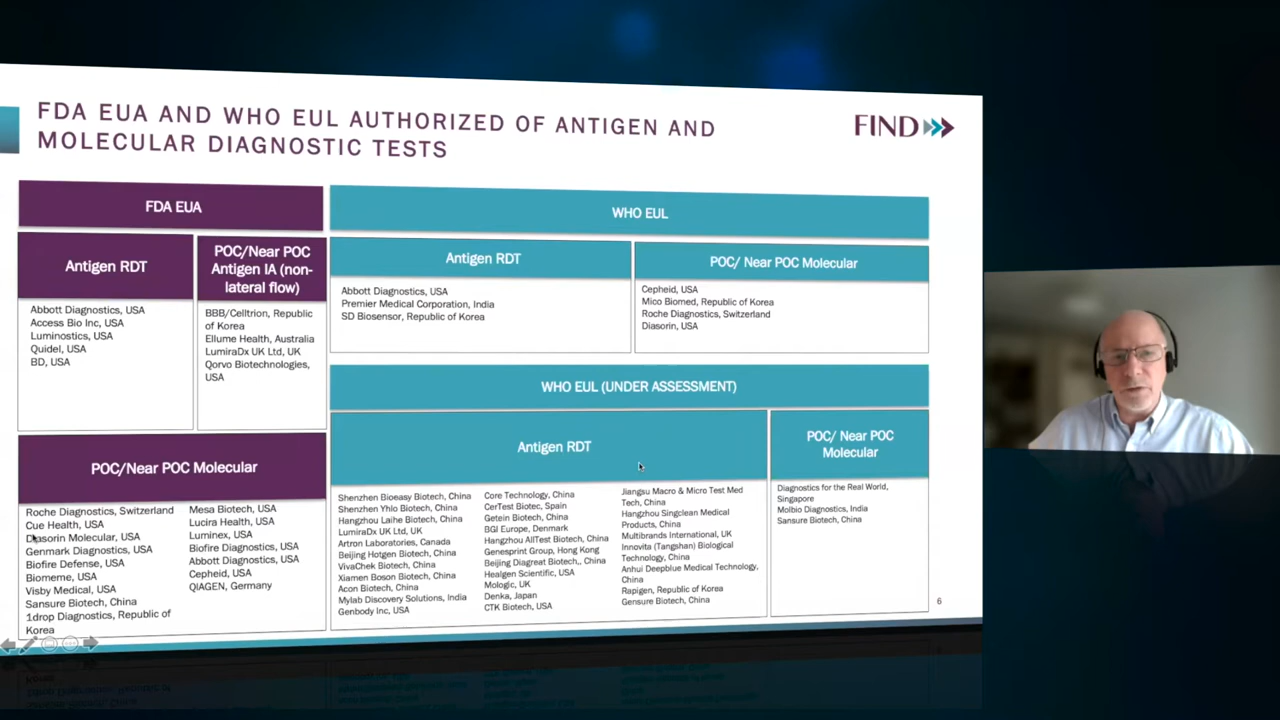 FDA EUA AND WHO EUL AUTHORIZED OF ANTIGEN AND
MOLECULAR DIAGNOSTIC TESTS
FIND
FDA EUA
Antigen RDT
Abbott Diagnostics, USA
Access Bio Inc, USA
Luminostics, USA
Quidel, USA
BD, USA
POC/Near POC
Antigen IA (non-
lateral flow)
BBB/Celltrion, Republic
of Korea
Ellume Health, Australia
LumiraDx UK Ltd, UK
Qorvo Biotechnologies,
USA
POC/Near POC Molecular
Roche Diagnostics, Switzerland
Cue Health, USA
Diasorin Molecular, USA
Genmark Diagnostics, USA
Biofire Defense, USA
Biomeme, USA
Visby Medical, USA
Sansure Biotech, China
1drop Diagnostics, Republic of
Korea
Mesa Biotech, USA
Lucira Health, USA
Luminex, USA
Biofire Diagnostics, USA
Abbott Diagnostics, USA
Cepheid, USA
QIAGEN, Germany
WHO EUL
Antigen RDT
Abbott Diagnostics, USA
Premier Medical Corporation, India
SD Biosensor, Republic of Korea
POC/ Near POC Molecular
Cepheid, USA
Mico Biomed, Republic of Korea
Roche Diagnostics, Switzerland
Diasorin, USA
WHO EUL (UNDER ASSESSMENT)
Antigen RDT
Shenzhen Bioeasy Biotech, China
Shenzhen Yhlo Biotech, China
Hangzhou Laihe Biotech, China
LumiraDx UK Ltd, UK
Artron Laboratories, Canada
Beijing Hotgen Biotech, China
VivaChek Biotech, China
Xiamen Boson Biotech, China
Acon Biotech, China
Mylab Discovery Solutions, India
Genbody Inc, USA
Core Technology, China
CerTest Biotec, Spain
Getein Biotech, China
BGI Europe, Denmark
Hangzhou AllTest Biotech, China
Genesprint Group, Hong Kong
Beijing Diagreat Biotech,, China
Healgen Scientific, USA
Mologic, UK
Denka, Japan
CTK Biotech, USA
Jiangsu Macro & Micro Test Med
Tech, China
Hangzhou Singclean Medical
Products, China
Multibrands International, UK
Innovita (Tangshan) Biological
Technology, China
Anhui Deepblue Medical Technology,
China
Rapigen, Republic of Korea
Gensure Biotech, China
POC/ Near POC
Molecular
Diagnostics for the Real World,
Singapore
Molbio Diagnostics, India
Sansure Biotech, China
6